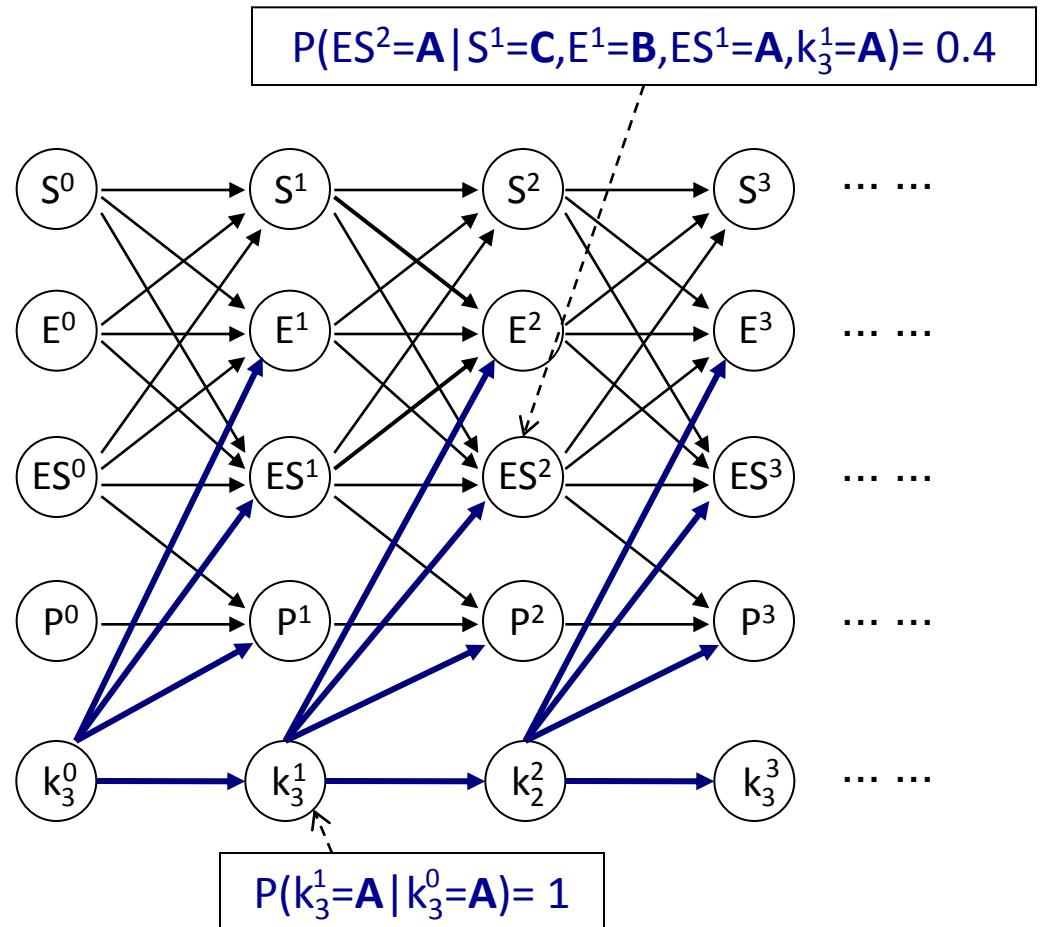 P(ES²=A|S¹=C,E¹=B,ES¹=A,k₃¹=A)= 0.4
S⁰ S¹ S² S³ ... ...
E⁰ E¹ E² E³ ... ...
ES⁰ ES¹ ES² ES³ ... ...
P⁰ P¹ P² P³ ... ...
k₃⁰ k₃¹ k₂² k₃³ ... ...
P(k₃¹=A|k₃⁰=A)= 1